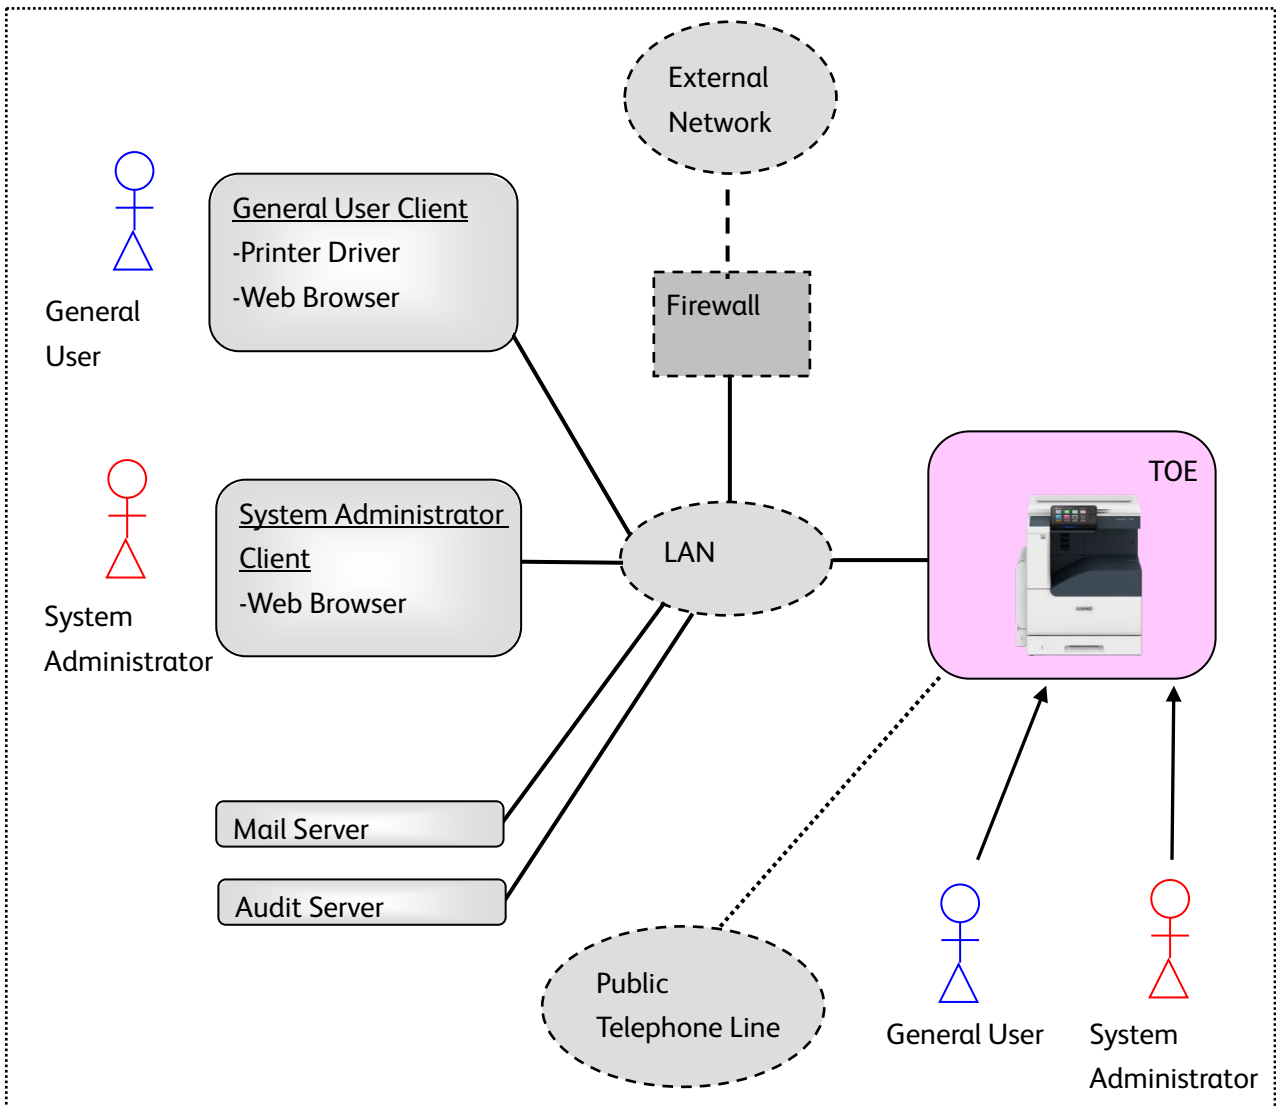 External
Network
General User Client
-Printer Driver
-Web Browser
General
User
Firewall
TOE
System Administrator
Client
-Web Browser
LAN
System
Administrator
Mail Server
Audit Server
Public
Telephone Line
General User
System
Administrator